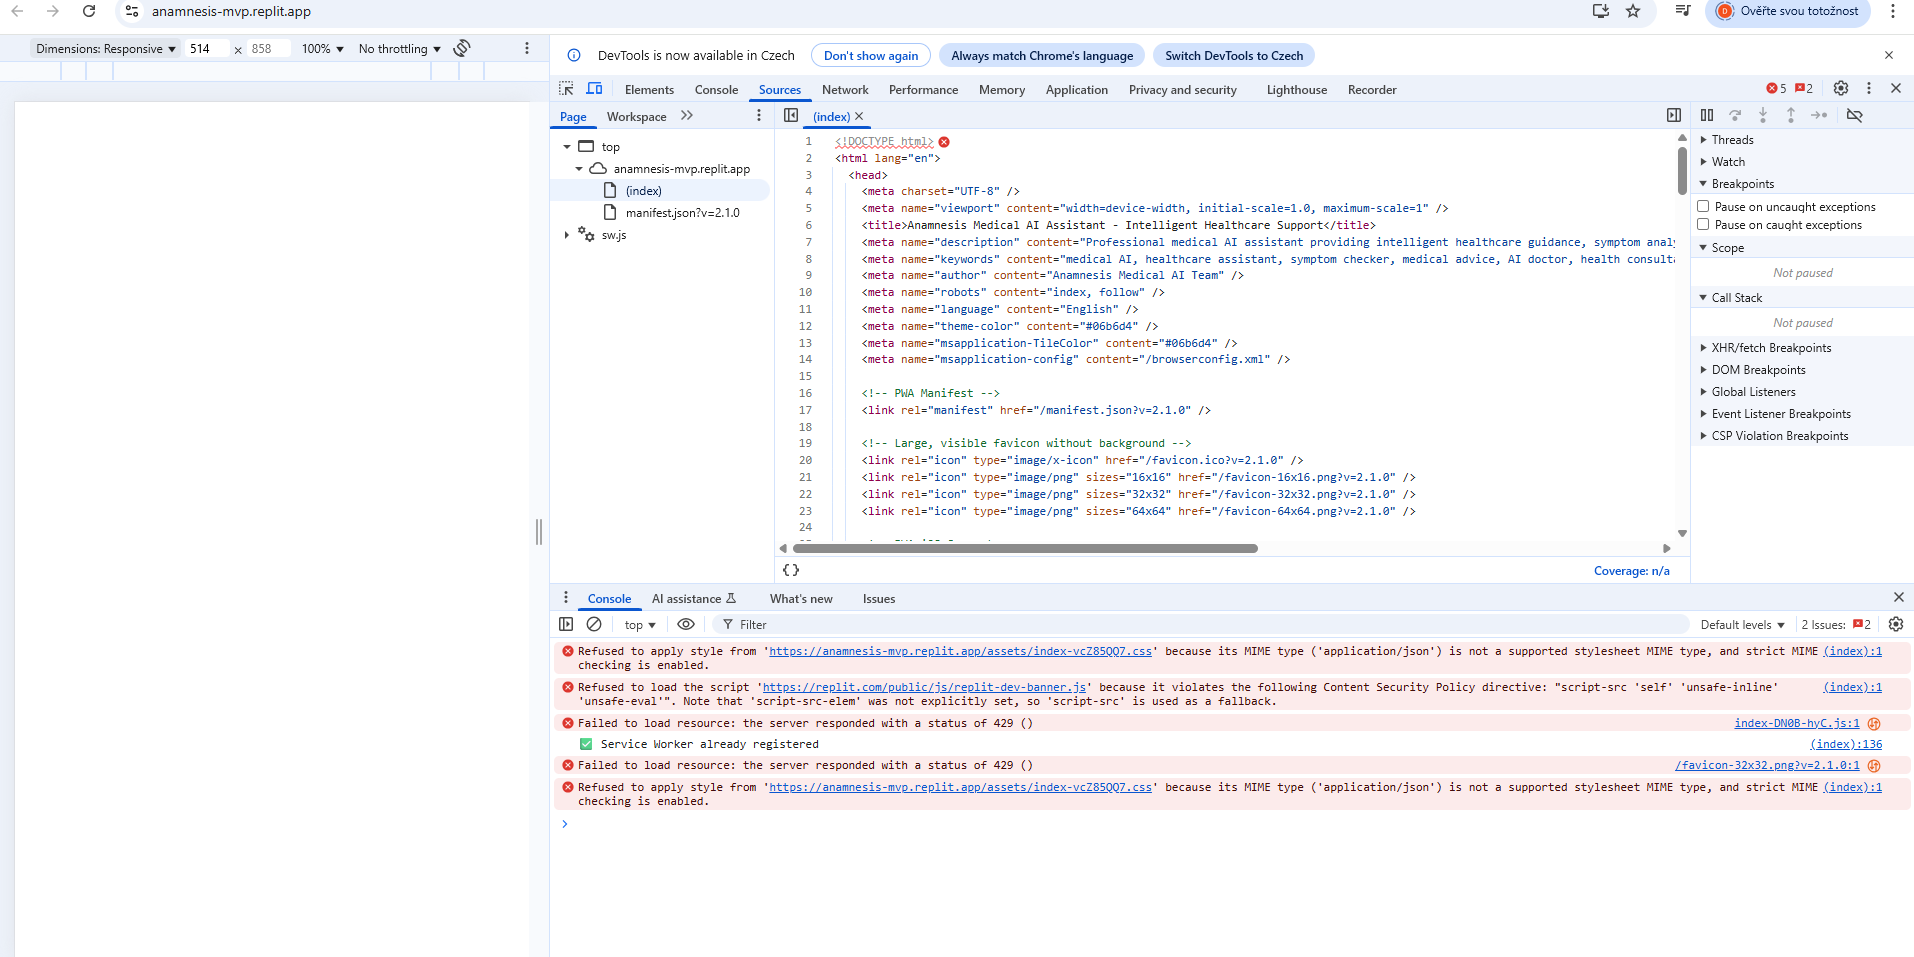 anamnesis-mvp.replit.app
Ověřte svou totožnost
Dimensions: Responsive 514 × 858 100% No throttling
DevTools is now available in Czech Don't show again Always match Chrome's language Switch DevTools to Czech
Elements Console Sources Network Performance Memory Application Privacy and security Lighthouse Recorder 5 2
Page Workspace
top
anamnesis-mvp.replit.app
(index)
manifest.json?v=2.1.0
sw.js
(index)
1 <!DOCTYPE html>
2 <html lang="en">
3 <head>
4 <meta charset="UTF-8" />
5 <meta name="viewport" content="width=device-width, initial-scale=1.0, maximum-scale=1" />
6 <title>Anamnesis Medical AI Assistant - Intelligent Healthcare Support</title>
7 <meta name="description" content="Professional medical AI assistant providing intelligent healthcare guidance, symptom analy
8 <meta name="keywords" content="medical AI, healthcare assistant, symptom checker, medical advice, AI doctor, health consulta
9 <meta name="author" content="Anamnesis Medical AI Team" />
10 <meta name="robots" content="index, follow" />
11 <meta name="language" content="English" />
12 <meta name="theme-color" content="#06b6d4" />
13 <meta name="msapplication-TileColor" content="#06b6d4" />
14 <meta name="msapplication-config" content="/browserconfig.xml" />
15
16 <!-- PWA Manifest -->
17 <link rel="manifest" href="/manifest.json?v=2.1.0" />
18
19 <!-- Large, visible favicon without background -->
20 <link rel="icon" type="image/x-icon" href="/favicon.ico?v=2.1.0" />
21 <link rel="icon" type="image/png" sizes="16x16" href="/favicon-16x16.png?v=2.1.0" />
22 <link rel="icon" type="image/png" sizes="32x32" href="/favicon-32x32.png?v=2.1.0" />
23 <link rel="icon" type="image/png" sizes="64x64" href="/favicon-64x64.png?v=2.1.0" />
24
{} Coverage: n/a
Threads
Watch
Breakpoints
Pause on uncaught exceptions
Pause on caught exceptions
Scope
Not paused
Call Stack
Not paused
XHR/fetch Breakpoints
DOM Breakpoints
Global Listeners
Event Listener Breakpoints
CSP Violation Breakpoints
Console AI assistance What's new Issues
top Filter Default levels 2 Issues: 2
Refused to apply style from 'https://anamnesis-mvp.replit.app/assets/index-vcZ85QQ7.css' because its MIME type ('application/json') is not a supported stylesheet MIME type, and strict MIME (index):1
checking is enabled.
Refused to load the script 'https://replit.com/public/js/replit-dev-banner.js' because it violates the following Content Security Policy directive: "script-src 'self' 'unsafe-inline' (index):1
'unsafe-eval'". Note that 'script-src-elem' was not explicitly set, so 'script-src' is used as a fallback.
Failed to load resource: the server responded with a status of 429 () index-DN0B-hyC.js:1
Service Worker already registered (index):136
Failed to load resource: the server responded with a status of 429 () /favicon-32x32.png?v=2.1.0:1
Refused to apply style from 'https://anamnesis-mvp.replit.app/assets/index-vcZ85QQ7.css' because its MIME type ('application/json') is not a supported stylesheet MIME type, and strict MIME (index):1
checking is enabled.